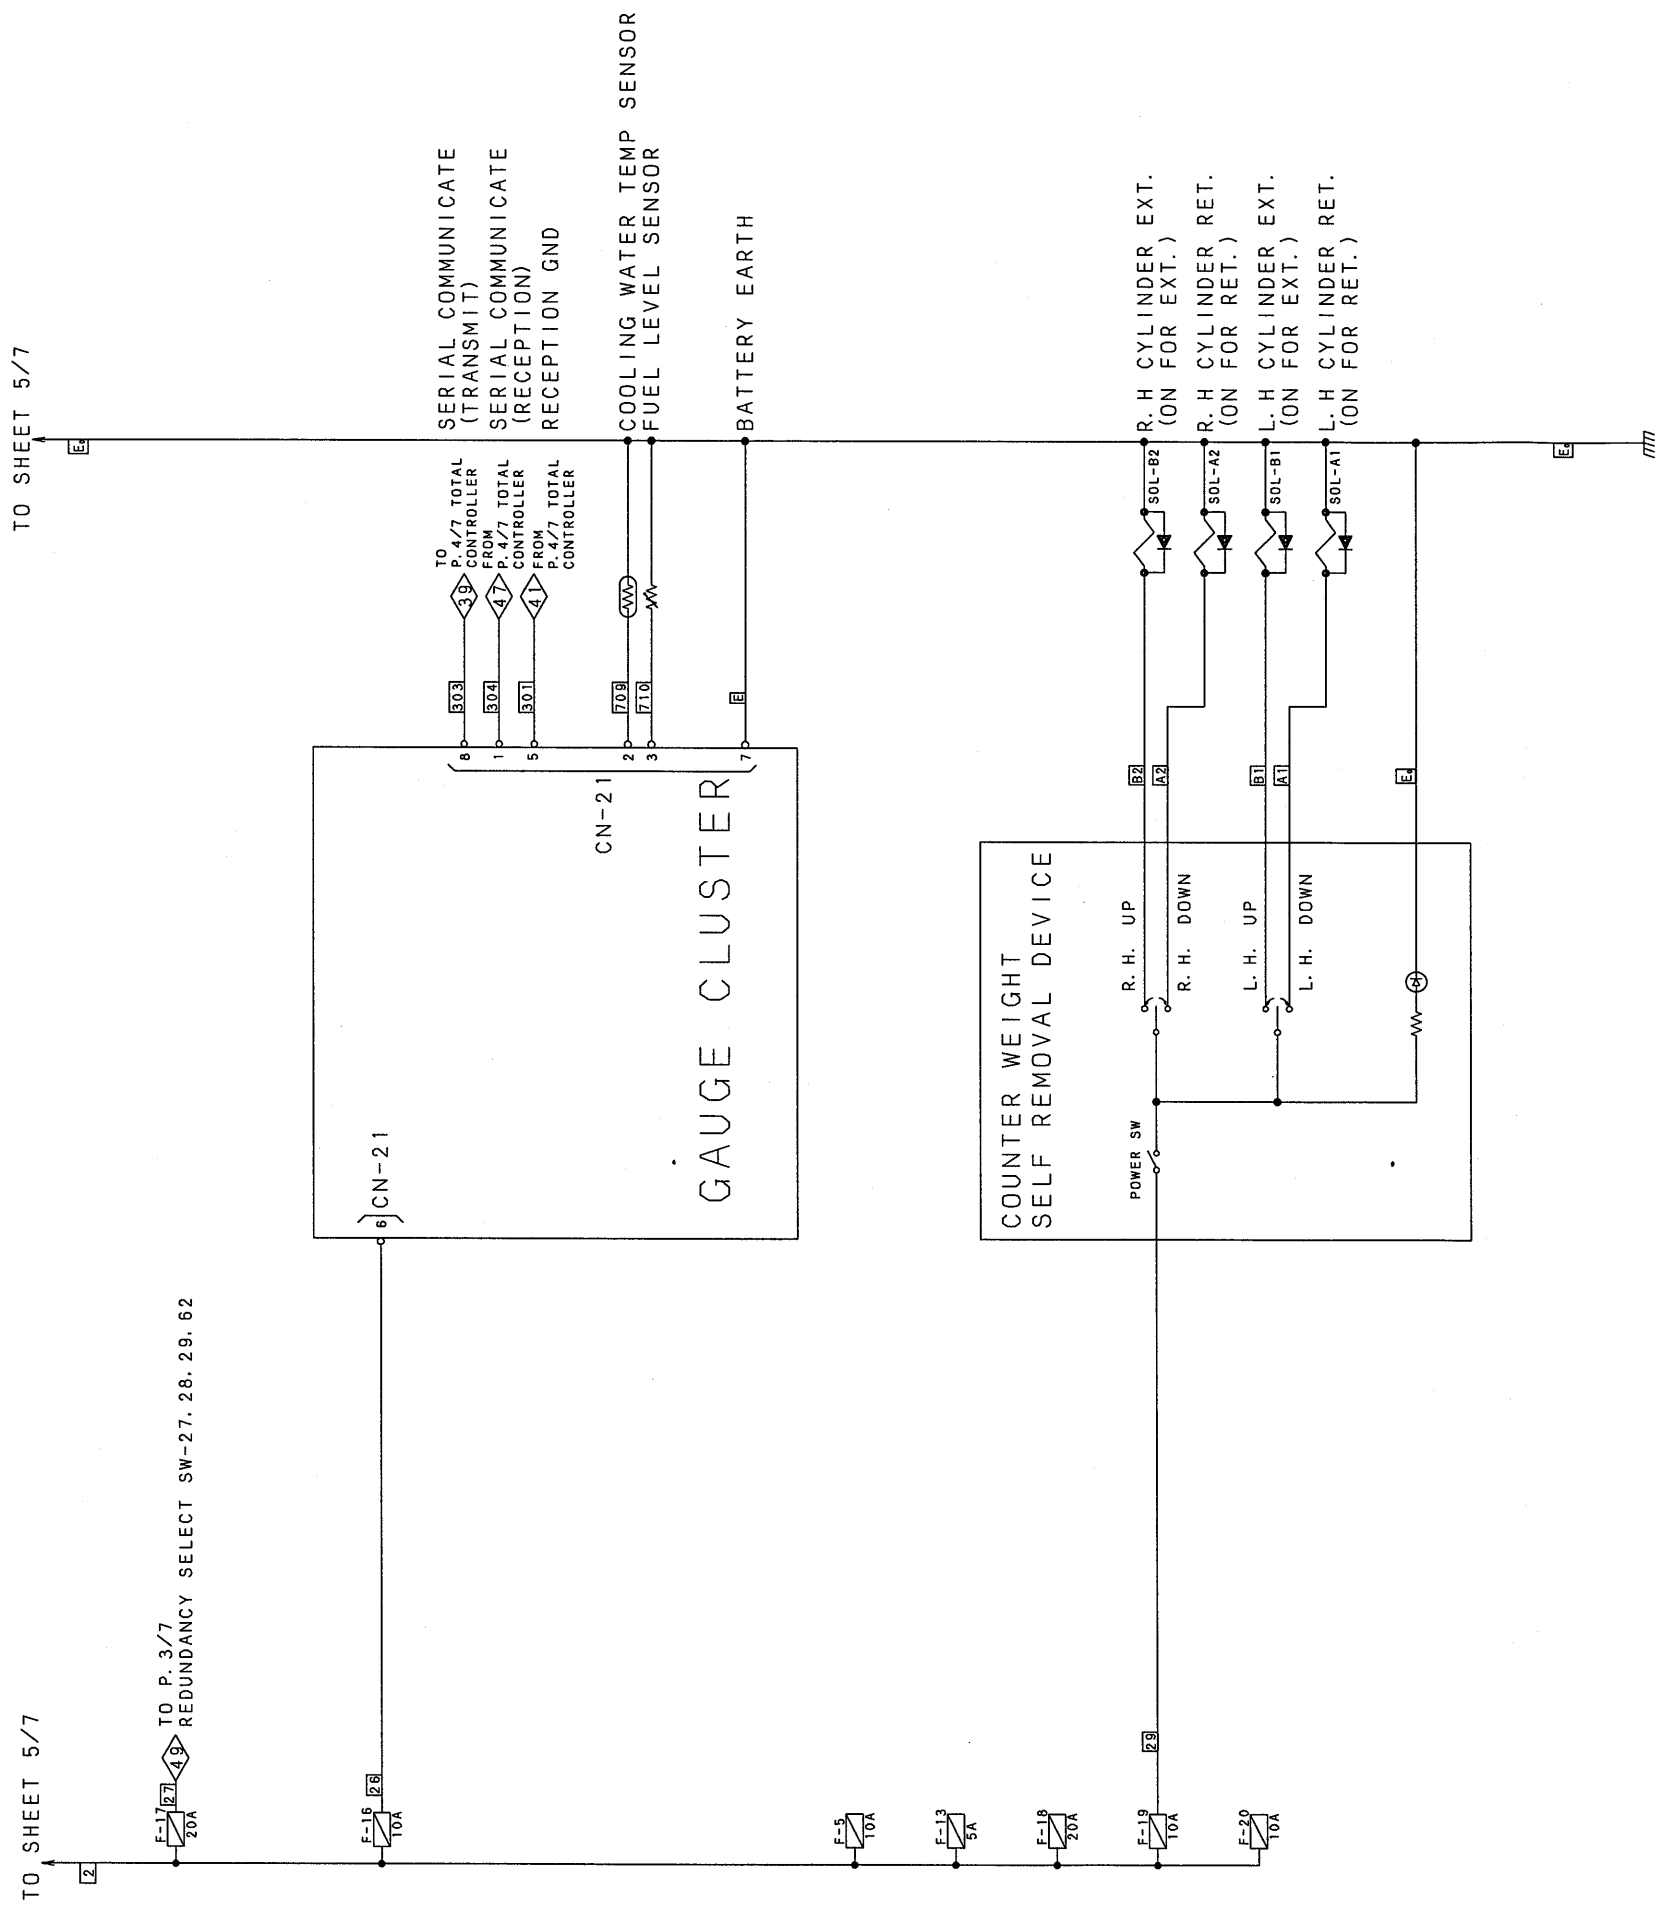 TO SHEET 5/7
2
F-17
20A
27
49
TO P.3/7
REDUNDANCY SELECT SW-27.28.29.62
F-16
10A
26
6
CN-21
GAUGE CLUSTER
CN-21
8
1
5
2
3
7
303
304
301
709
710
E
39
47
41
TO
P.4/7 TOTAL
CONTROLLER
FROM
P.4/7 TOTAL
CONTROLLER
FROM
P.4/7 TOTAL
CONTROLLER
TO SHEET 5/7
E0
SERIAL COMMUNICATE
(TRANSMIT)
SERIAL COMMUNICATE
(RECEPTION)
RECEPTION GND
COOLING WATER TEMP SENSOR
FUEL LEVEL SENSOR
BATTERY EARTH
F-5
10A
F-13
5A
F-18
20A
F-19
10A
F-20
10A
29
COUNTER WEIGHT
SELF REMOVAL DEVICE
POWER SW
R.H. UP
R.H. DOWN
L.H. UP
L.H. DOWN
B2
A2
B1
A1
E0
SOL-B2
SOL-A2
SOL-B1
SOL-A1
R.H CYLINDER EXT.
(ON FOR EXT.)
R.H CYLINDER RET.
(ON FOR RET.)
L.H CYLINDER EXT.
(ON FOR EXT.)
L.H CYLINDER RET.
(ON FOR RET.)
E0